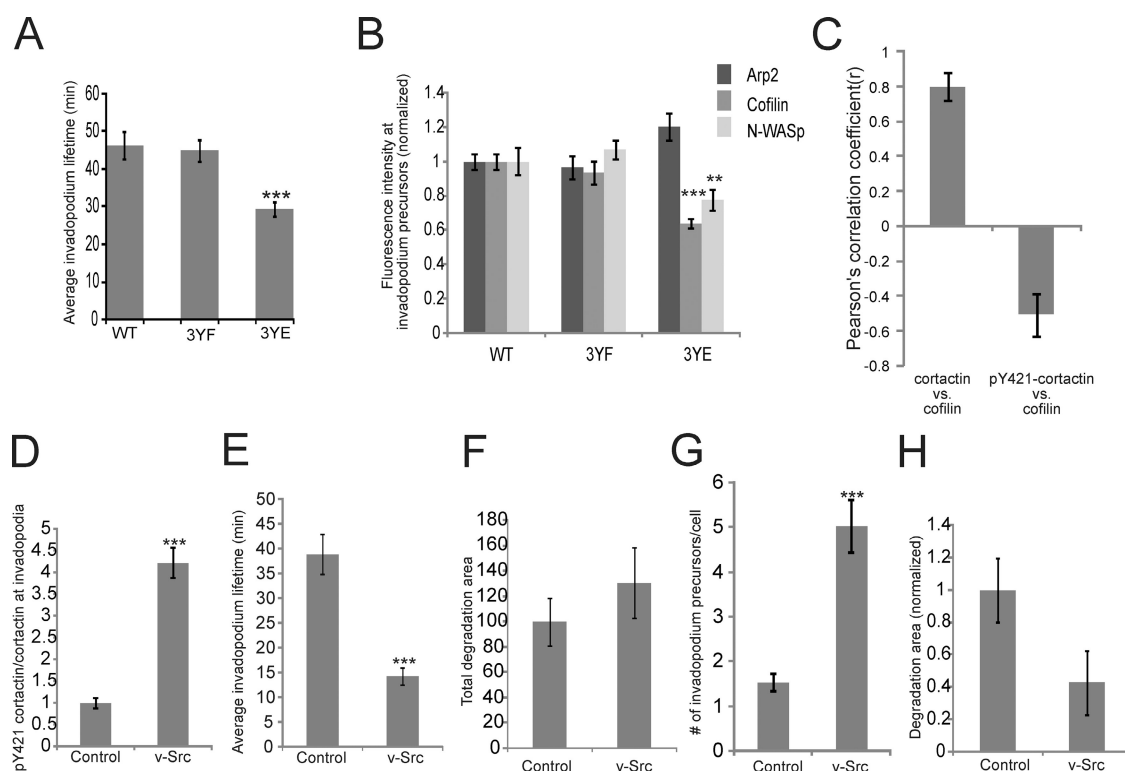 A
Average invadopodium lifetime (min)
60
50
40
30
20
10
0
***
WT 3YF 3YE
B
Fluorescence intensity at
invadopodium precursors (normalized)
1.4
1.2
1
0.8
0.6
0.4
0.2
0
*** **
Arp2
Cofilin
N-WASp
WT 3YF 3YE
C
Pearson's correlation coefficient(r)
1
0.8
0.6
0.4
0.2
0
-0.2
-0.4
-0.6
-0.8
cortactin
vs.
cofilin
pY421-cortactin
vs.
cofilin
D
pY421 cortactin/cortactin at invadopodia
5
4.5
4
3.5
3
2.5
2
1.5
1
0.5
0
***
Control v-Src
E
Average invadopodium lifetime (min)
50
45
40
35
30
25
20
15
10
5
0
***
Control v-Src
F
Total degradation area
180
160
140
120
100
80
60
40
20
0
Control v-Src
G
# of invadopodium precursors/cell
6
5
4
3
2
1
0
***
Control v-Src
H
Degradation area (normalized)
1.4
1.2
1
0.8
0.6
0.4
0.2
0
Control v-Src